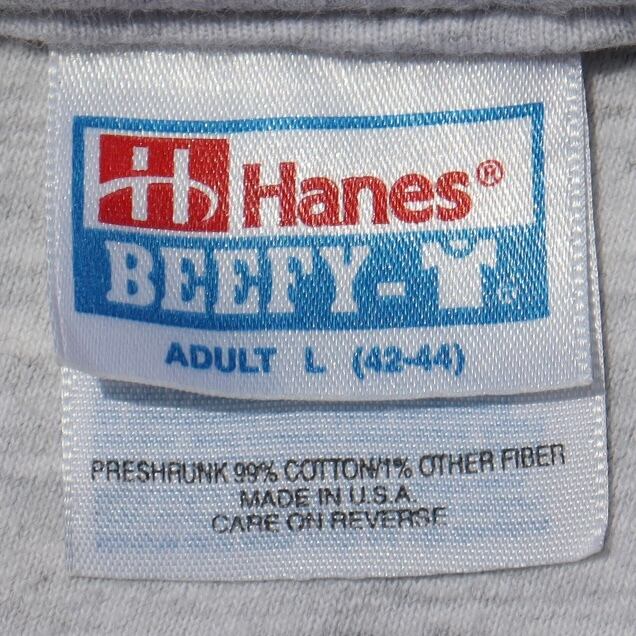 Hanes®
BEEFY-T®
ADULT L (42-44)
PRESHRUNK 99% COTTON/1% OTHER FIBER
MADE IN U.S.A.
CARE ON REVERSE